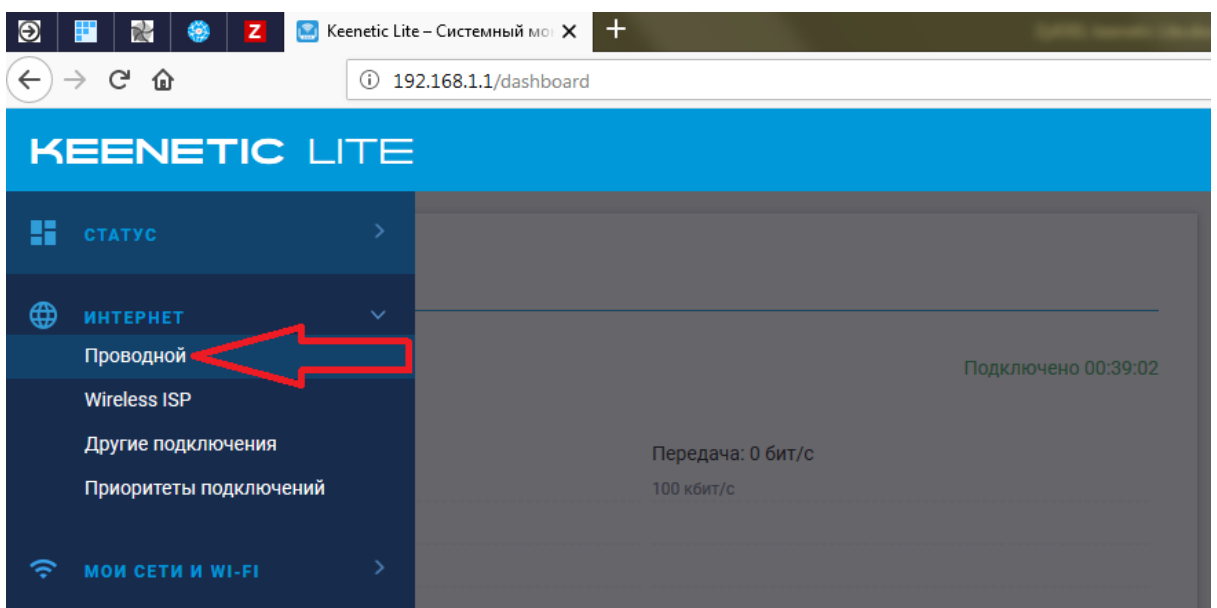 Z
Keenetic Lite – Системный мо
192.168.1.1/dashboard
KEENETIC LITE
СТАТУС
ИНТЕРНЕТ
Проводной
Подключено 00:39:02
Wireless ISP
Другие подключения
Передача: 0 бит/с
Приоритеты подключений
100 кбит/с
МОИ СЕТИ И WI-FI